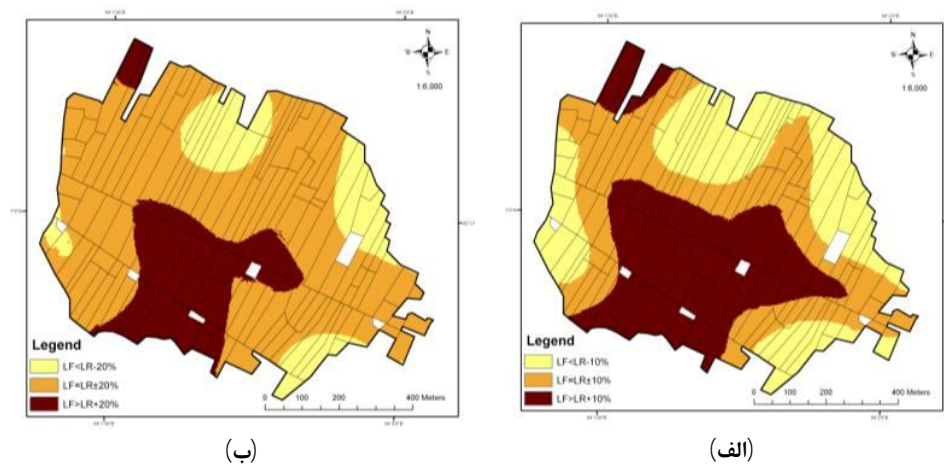 N
W E
S
1:6,000
Legend
LF<LR-20%
LF=LR±20%
LF>LR+20%
0 100 200 400 Meters
(ب)
N
W E
S
1:6,000
Legend
LF<LR-10%
LF=LR±10%
LF>LR+10%
0 100 200 400 Meters
(الف)